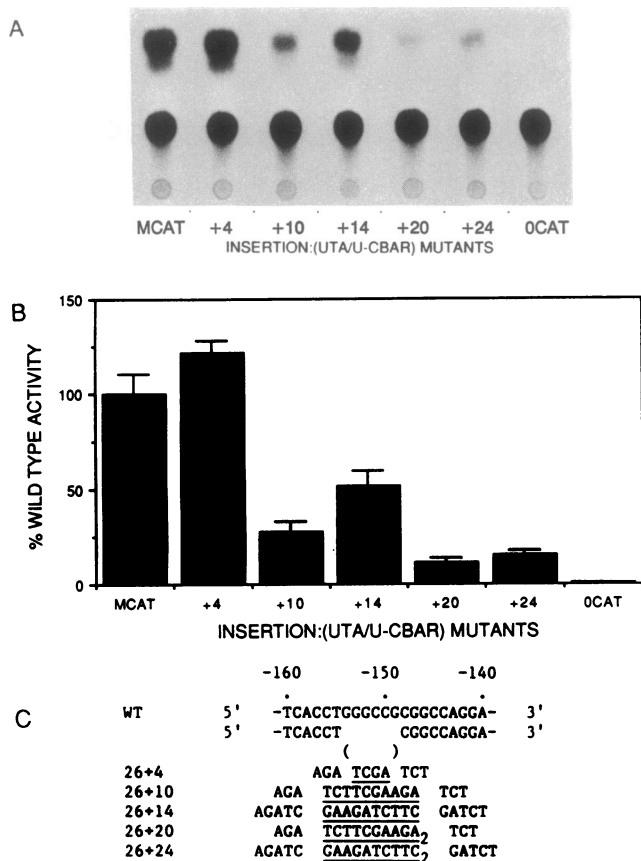 A
MCAT +4 +10 +14 +20 +24 0CAT
INSERTION:(UTA/U-CBAR) MUTANTS
B
% WILD TYPE ACTIVITY
150
100
50
0
MCAT +4 +10 +14 +20 +24 0CAT
INSERTION:(UTA/U-CBAR) MUTANTS
C
-160 -150 -140
WT 5' -TCACCTGGGCCGCGGCCAGGA- 3'
5' -TCACCT CGGCCAGGA- 3'
( )
26+4 AGA TCGA TCT
26+10 AGA TCTTCGAAGA TCT
26+14 AGATC GAAGATCTTC GATCT
26+20 AGA TCTTCGAAGA2 TCT
26+24 AGATC GAAGATCTTC2 GATCT